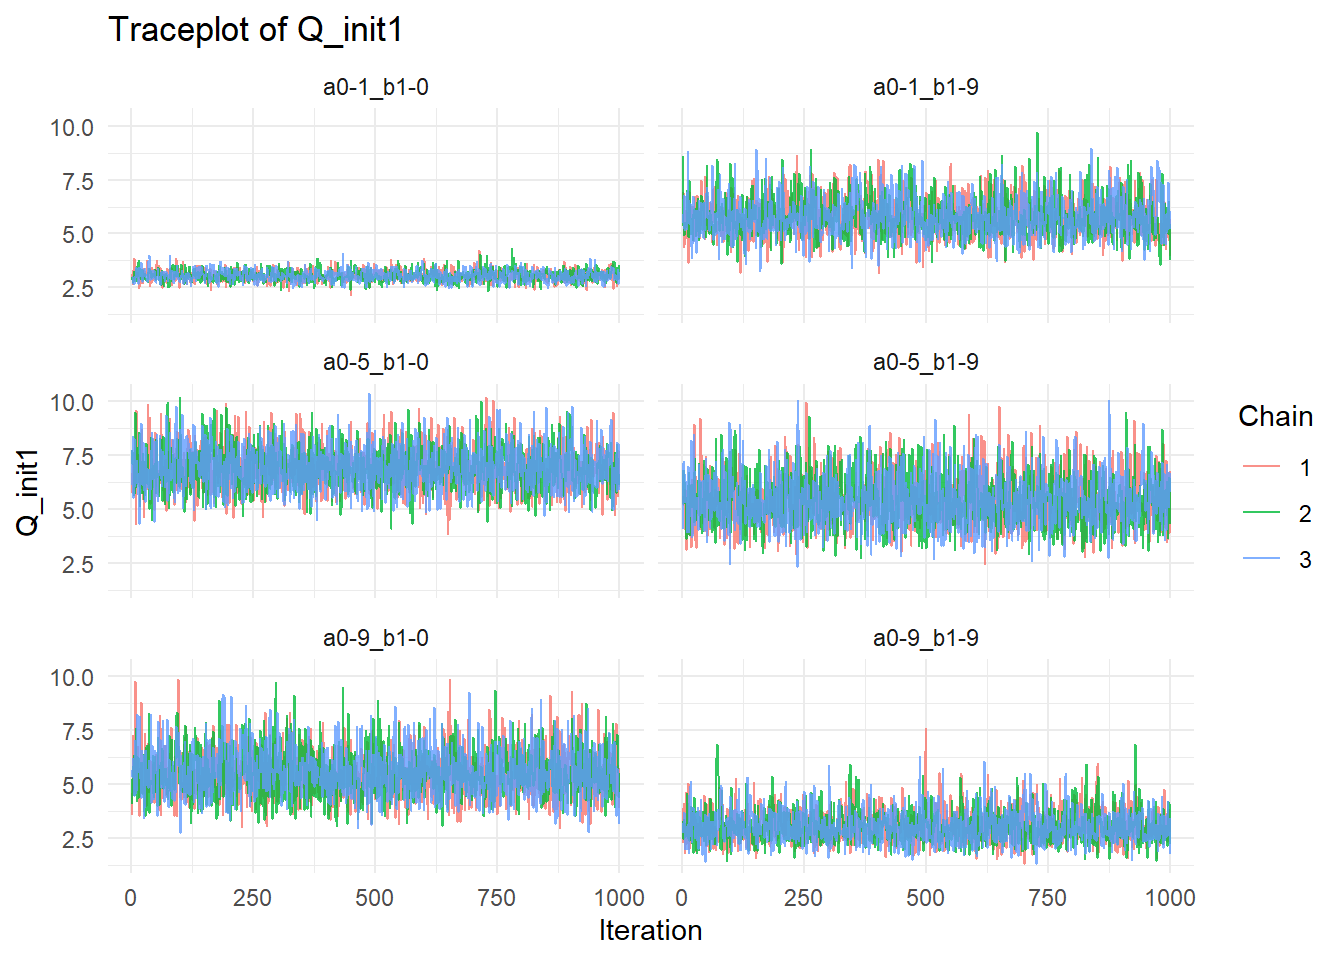 Traceplot of Q_init1
a0-1_b1-0
a0-1_b1-9
10.0
7.5
5.0
2.5
a0-5_b1-0
a0-5_b1-9
10.0
7.5
5.0
2.5
Q_init1
a0-9_b1-0
a0-9_b1-9
10.0
7.5
5.0
2.5
0 250 500 750 1000
0 250 500 750 1000
Iteration
Chain
1
2
3